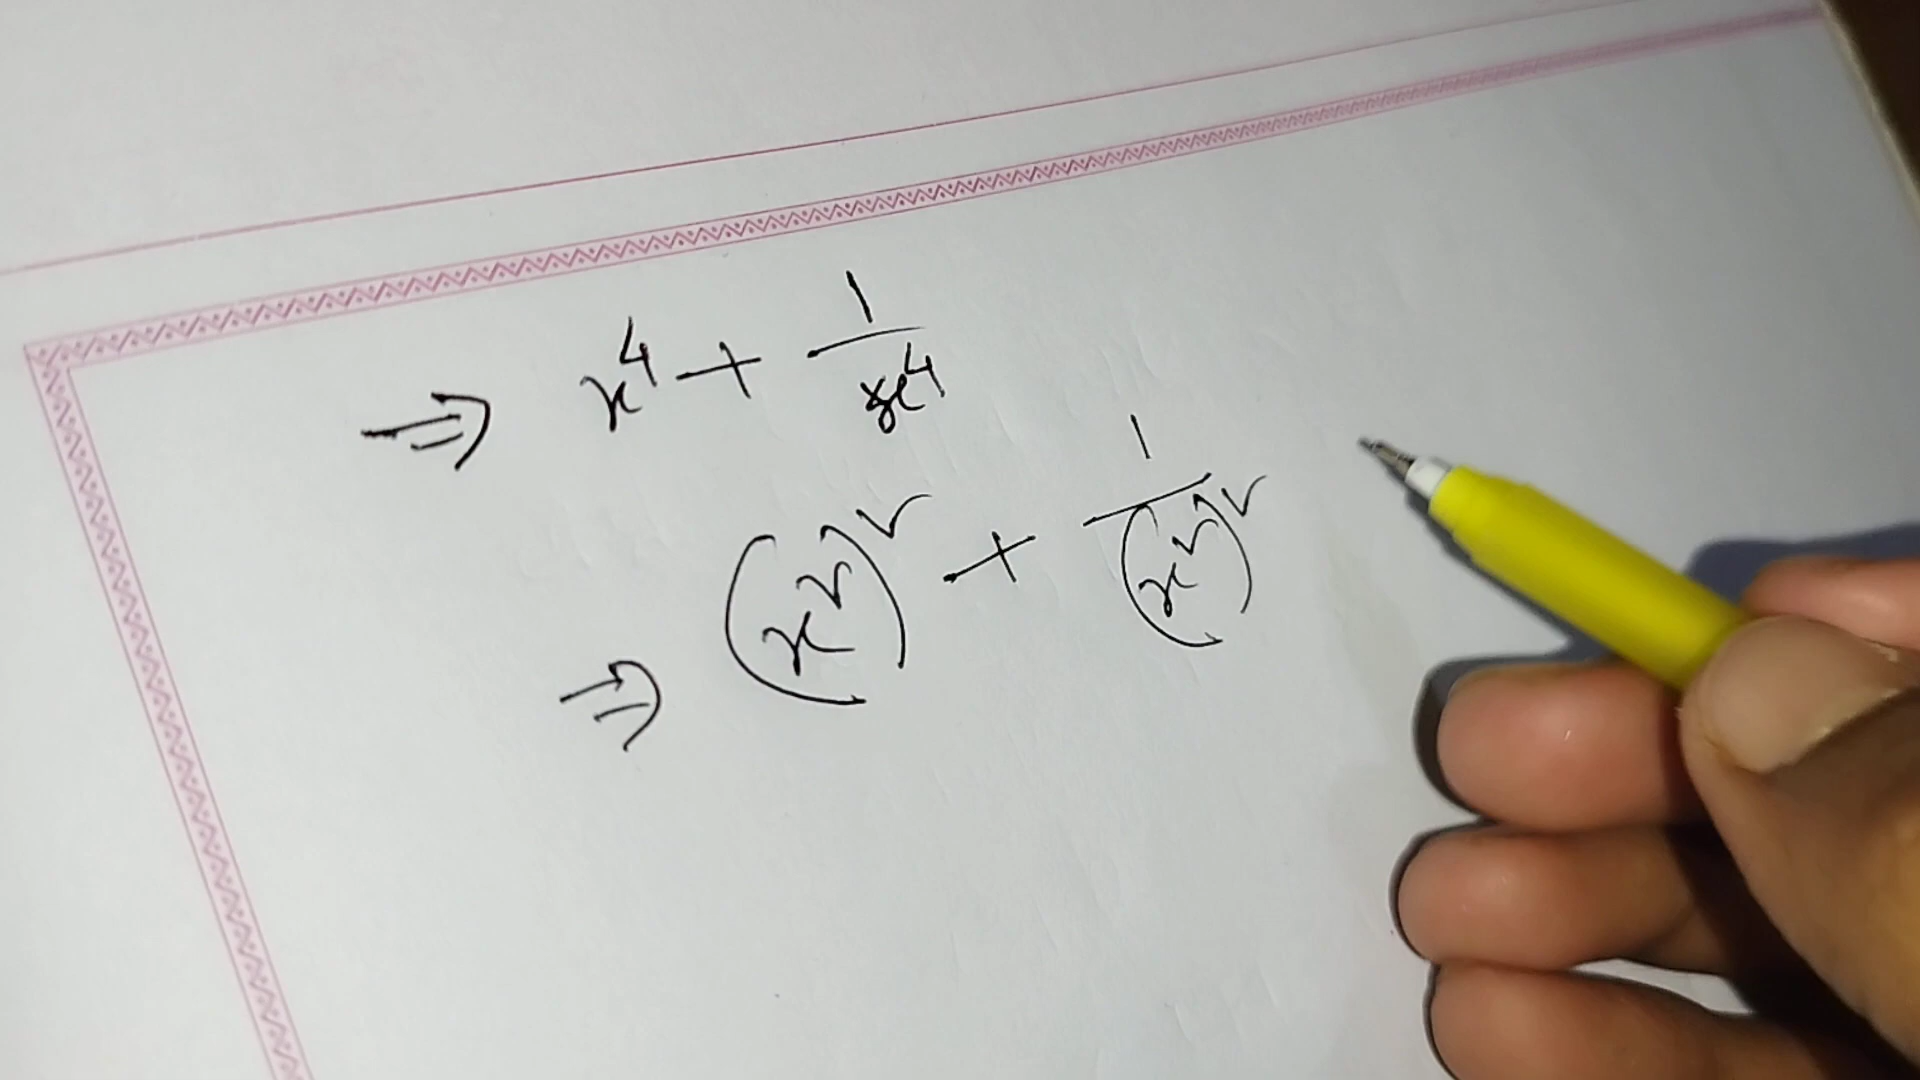 ⇒ x⁴ + 1/x⁴
⇒ (x²)² + 1/(x²)²